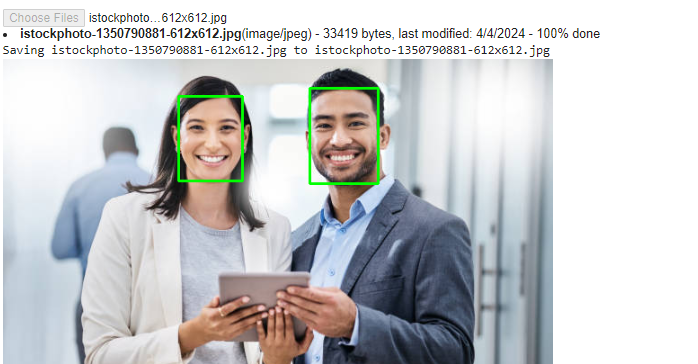 Choose Files istockphoto…612x612.jpg
• istockphoto-1350790881-612x612.jpg(image/jpeg) - 33419 bytes, last modified: 4/4/2024 - 100% done
Saving istockphoto-1350790881-612x612.jpg to istockphoto-1350790881-612x612.jpg